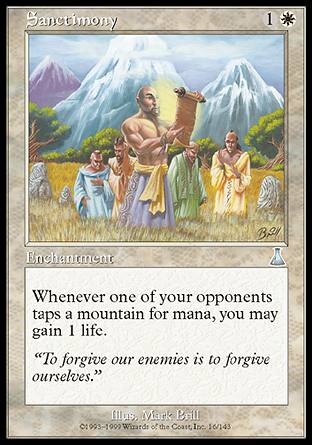 Sanctimony 1
Brill
Enchantment
Whenever one of your opponents
taps a mountain for mana, you may
gain 1 life.
“To forgive our enemies is to forgive
ourselves.”
Illus. Mark Brill
©1993–1999 Wizards of the Coast, Inc. 16/143